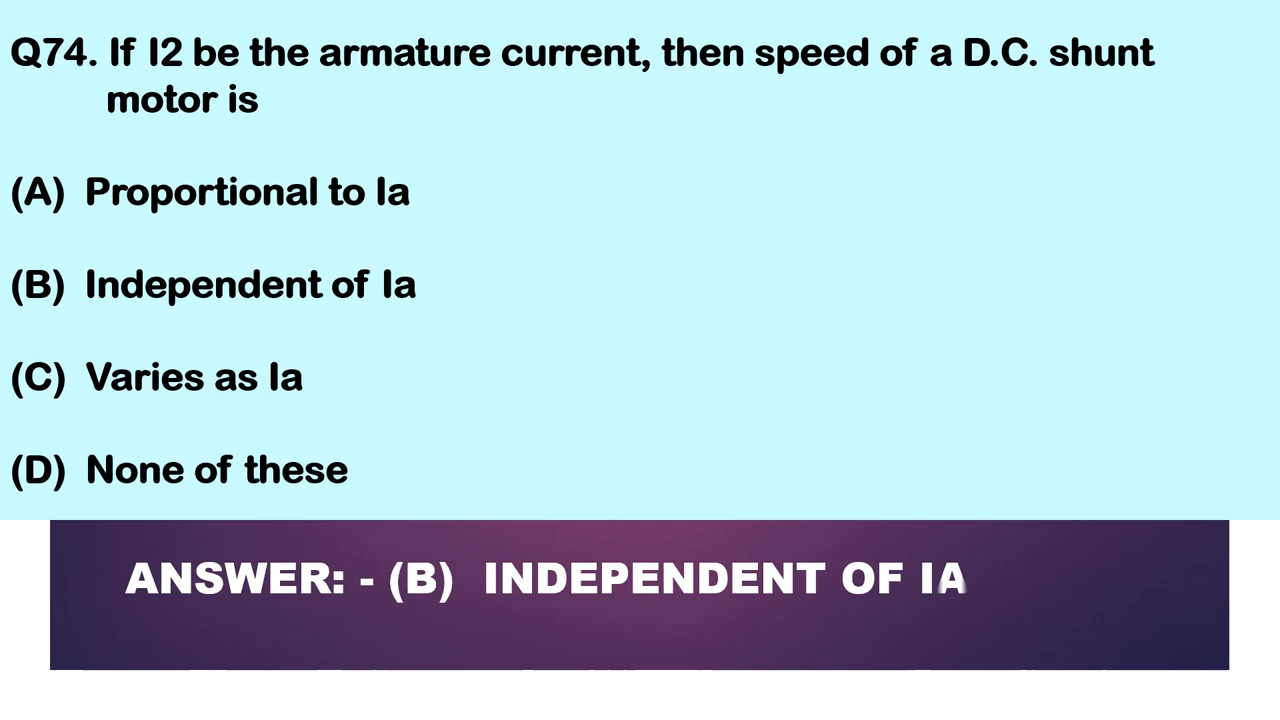 Q74. If I2 be the armature current, then speed of a D.C. shunt
motor is
(A) Proportional to Ia
(B) Independent of Ia
(C) Varies as Ia
(D) None of these
ANSWER: - (B) INDEPENDENT OF IA